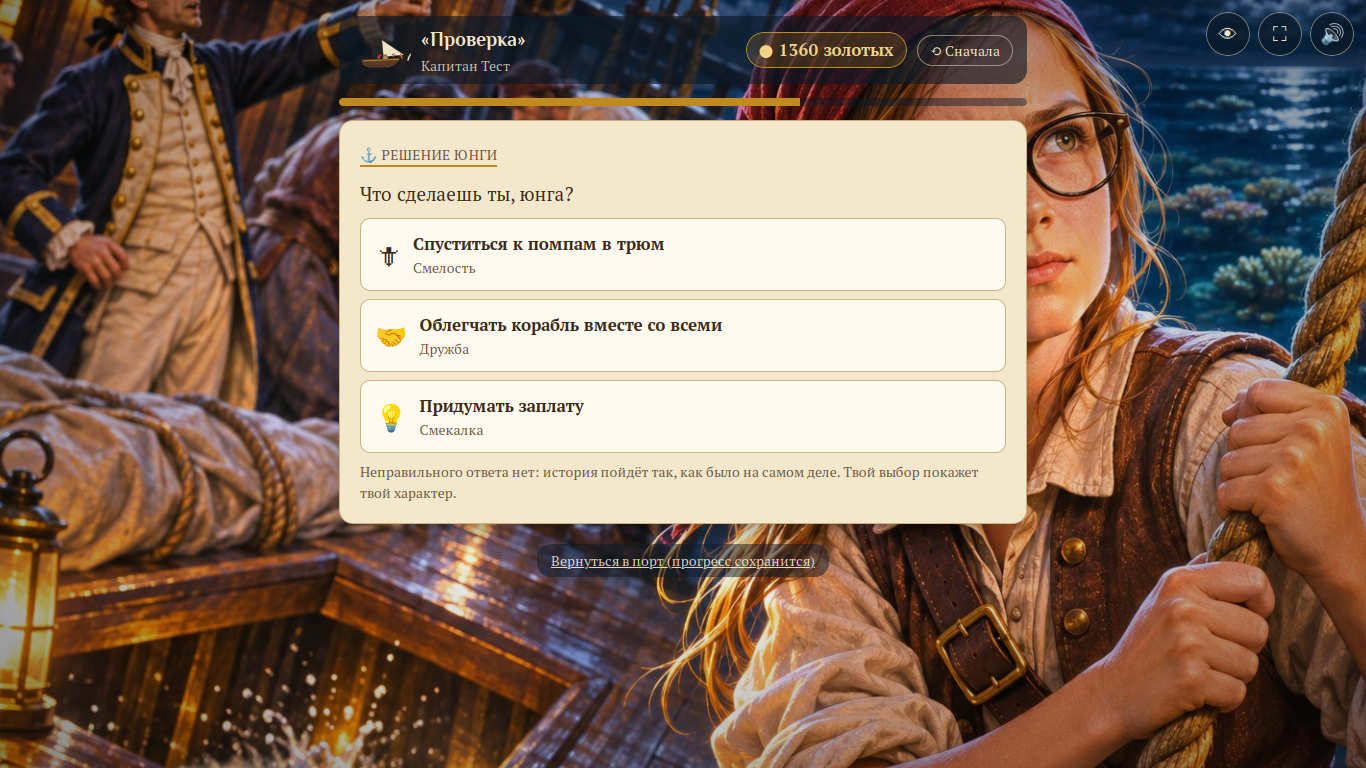 «Проверка»
Капитан Тест
1360 золотых
⟲ Сначала
РЕШЕНИЕ ЮНГИ
Что сделаешь ты, юнга?
Спуститься к помпам в трюм
Смелость
Облегчать корабль вместе со всеми
Дружба
Придумать заплату
Смекалка
Неправильного ответа нет: история пойдёт так, как было на самом деле. Твой выбор покажет
твой характер.
Вернуться в порт (прогресс сохранится)